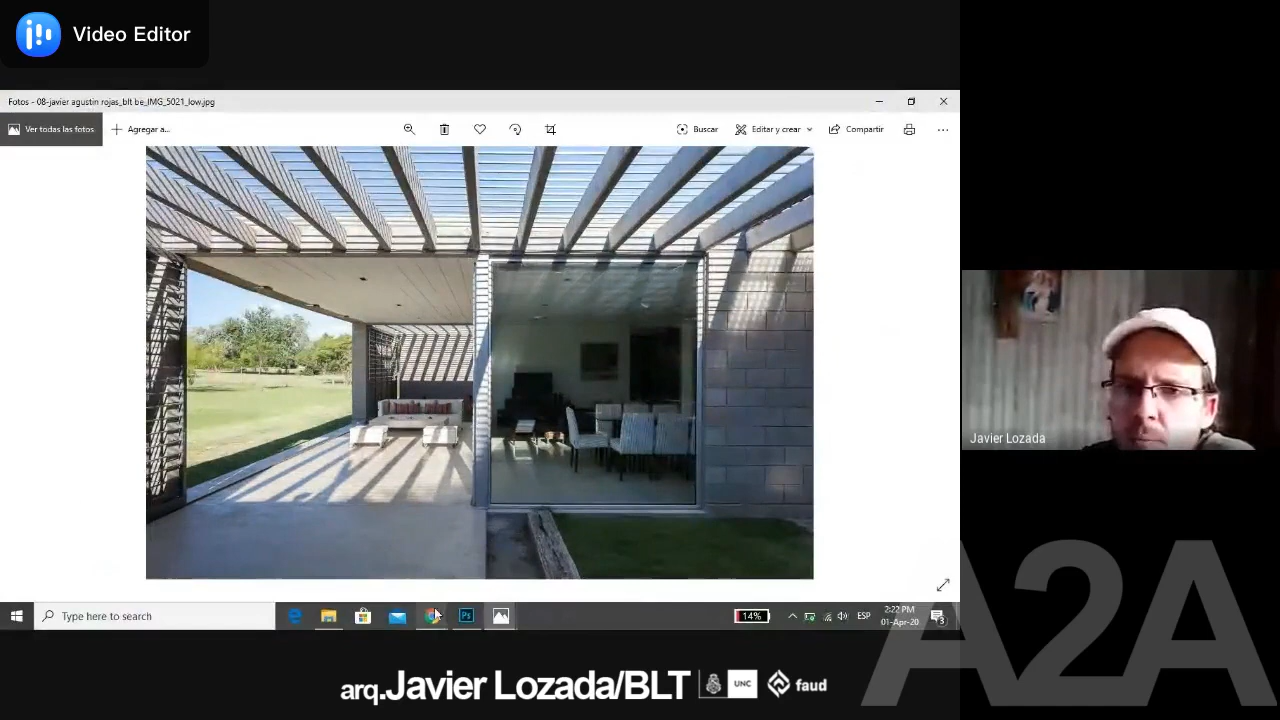 Video Editor
Fotos - 08-javier agustin rojas_blt be_IMG_5021_low.jpg
Ver todas las fotos
Agregar a...
Buscar
Editar y crear
Compartir
Javier Lozada
Type here to search
Ps
14%
ESP
2:22 PM
01-Apr-20
3
arq.Javier Lozada/BLT
UNC
faud
A2A